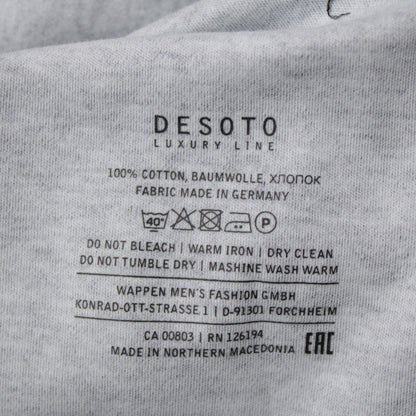 DESOTO
LUXURY LINE
100% COTTON, BAUMWOLLE, ХЛОПОК
FABRIC MADE IN GERMANY
40° P
DO NOT BLEACH | WARM IRON | DRY CLEAN
DO NOT TUMBLE DRY | MASHINE WASH WARM
WAPPEN MEN'S FASHION GMBH
KONRAD-OTT-STRASSE 1 | D-91301 FORCHHEIM
CA 00803 | RN 126194
MADE IN NORTHERN MACEDONIA EAC